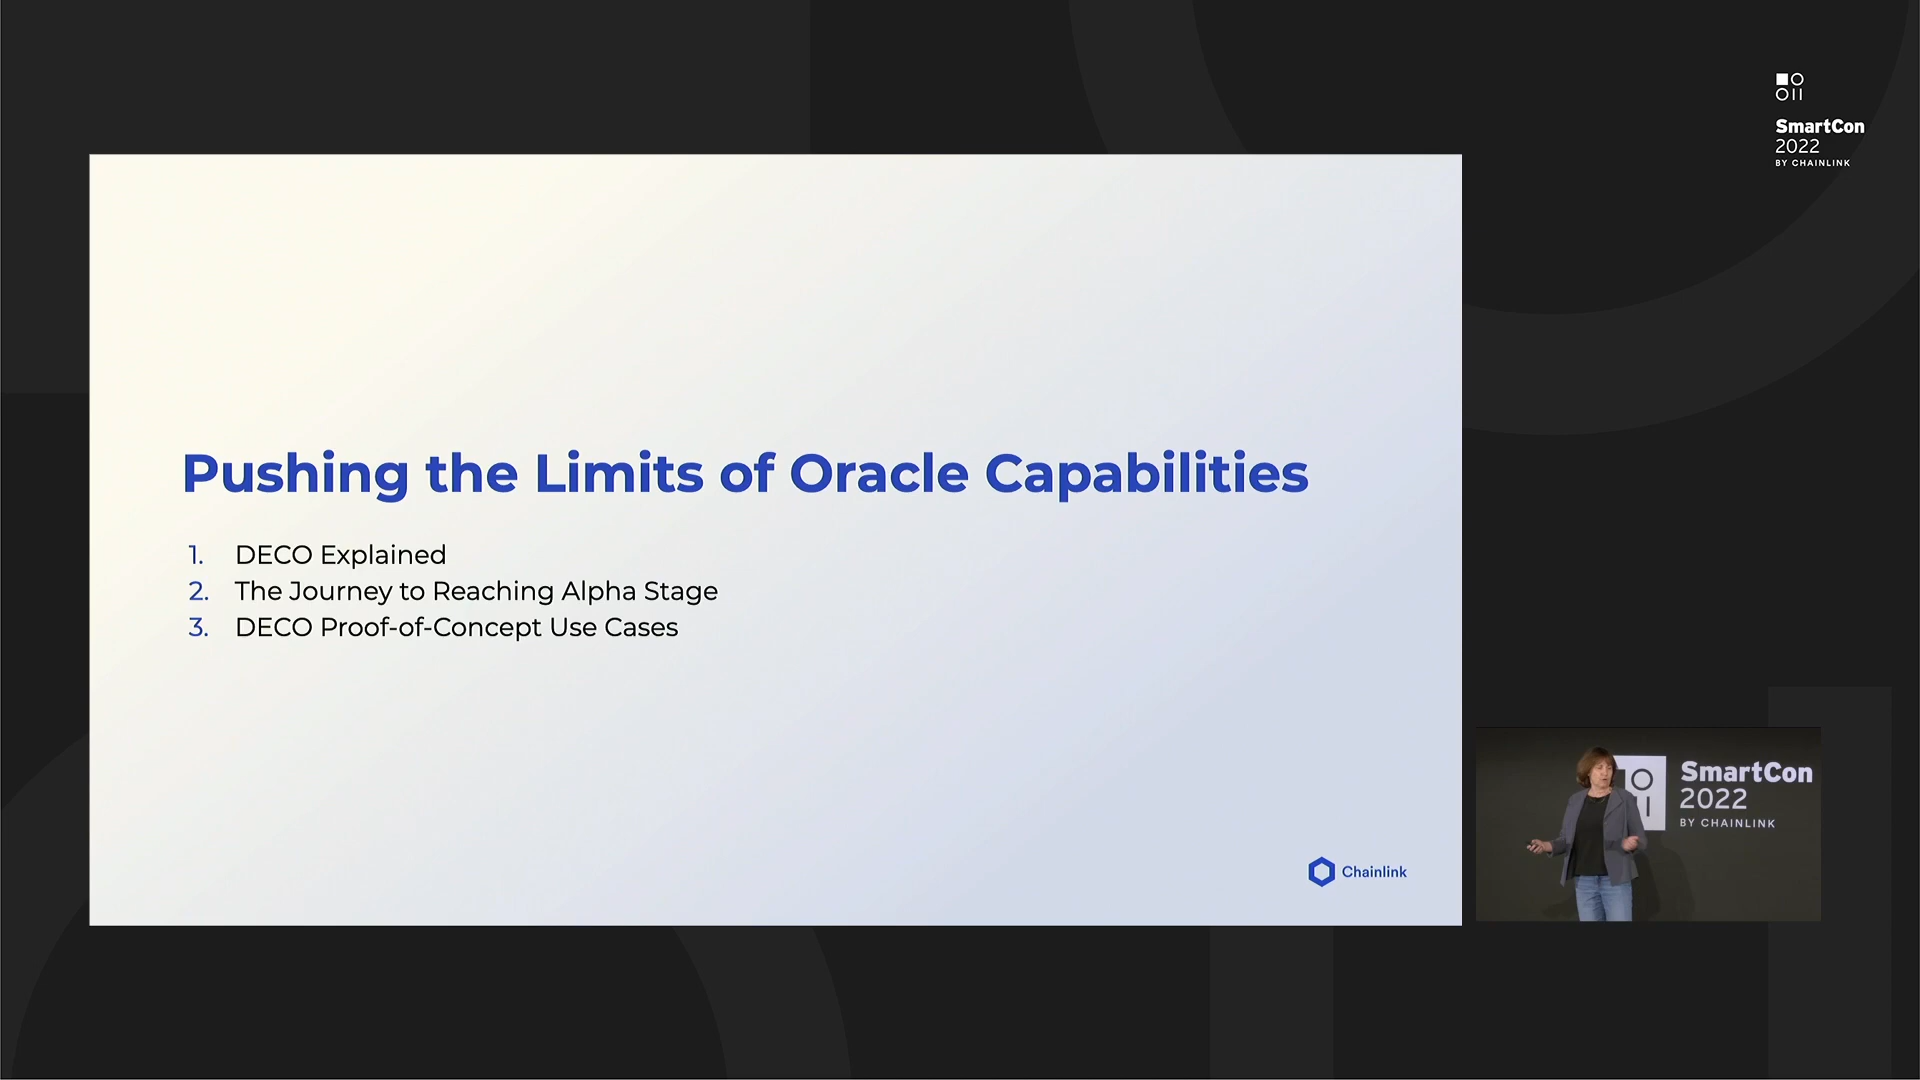 SmartCon
2022
BY CHAINLINK
Pushing the Limits of Oracle Capabilities
1. DECO Explained
2. The Journey to Reaching Alpha Stage
3. DECO Proof-of-Concept Use Cases
Chainlink
SmartCon
2022
BY CHAINLINK